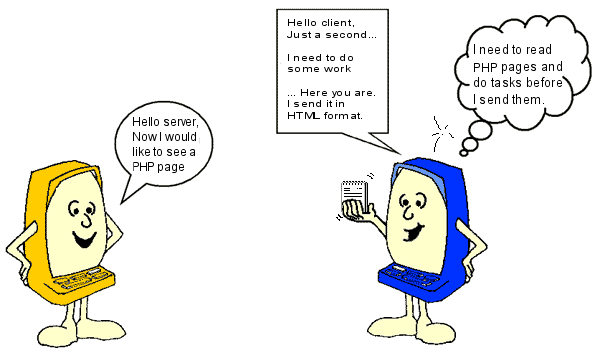 Hello server,
Now I would
like to see a
PHP page
Hello client,
Just a second...
I need to do
some work
... Here you are.
I send it in
HTML format.
I need to read
PHP pages and
do tasks before
I send them.